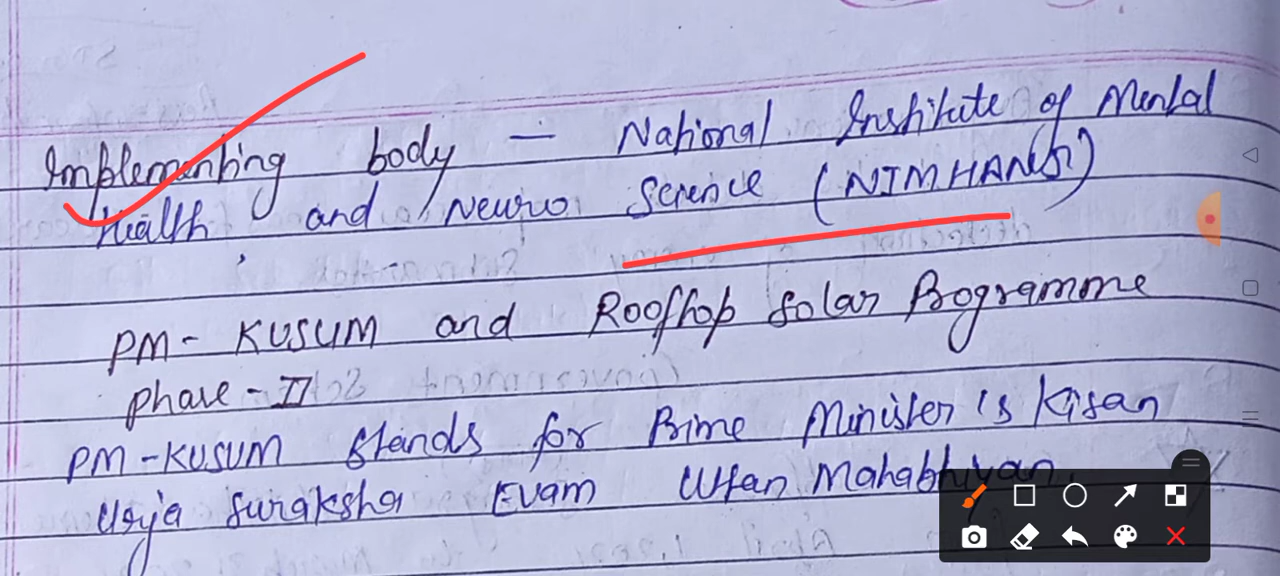 Implementing body — National Institute of Mental
Health and Neuro Science (NIMHANS)
PM- KUSUM and Rooftop Solar Programme
phase - II
PM-KUSUM stands for Prime Minister's Kisan
Urja Suraksha Evam Utfan Mahabhiyan